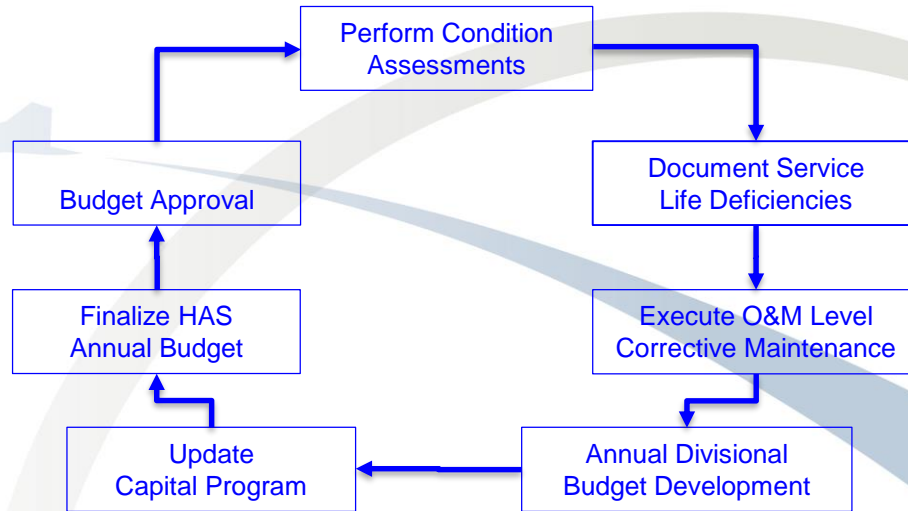 Perform Condition
Assessments
Document Service
Life Deficiencies
Execute O&M Level
Corrective Maintenance
Annual Divisional
Budget Development
Update
Capital Program
Finalize HAS
Annual Budget
Budget Approval